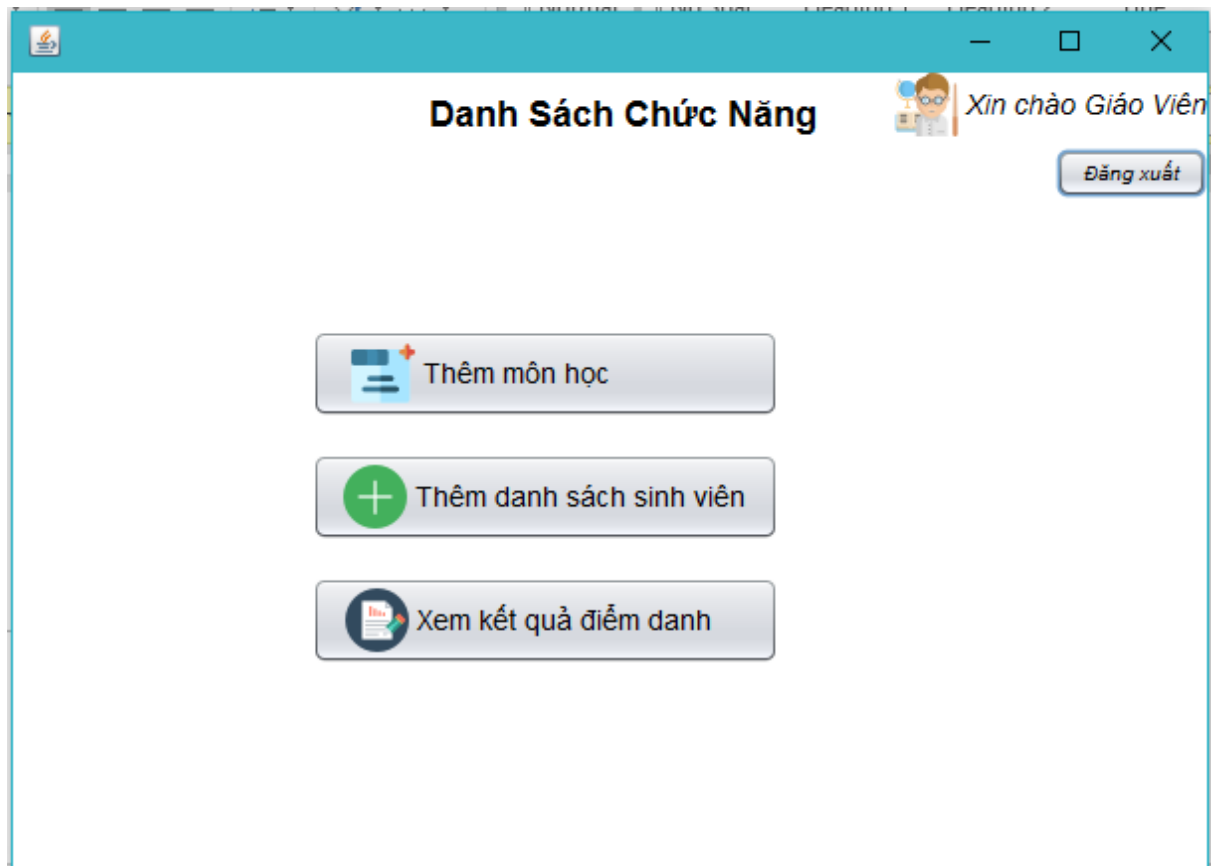 Danh Sách Chức Năng
Xin chào Giáo Viên
Đăng xuất
Thêm môn học
Thêm danh sách sinh viên
Xem kết quả điểm danh